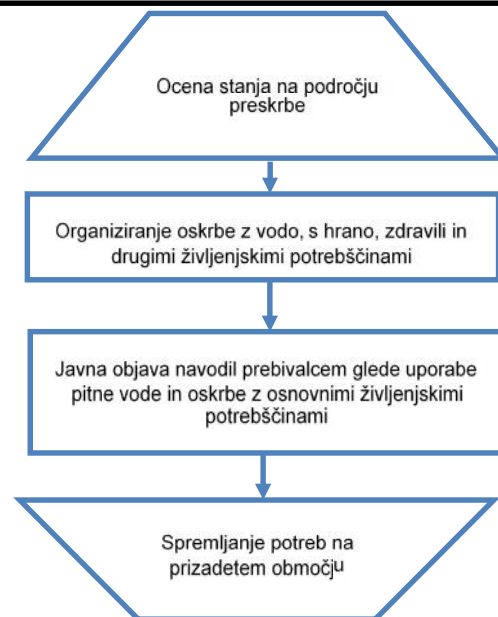 Ocena stanja na področju
preskrbe
Organiziranje oskrbe z vodo, s hrano, zdravili in
drugimi življenjskimi potrebščinami
Javna objava navodil prebivalcem glede uporabe
pitne vode in oskrbe z osnovnimi življenjskimi
potrebščinami
Spremljanje potreb na
prizadetem območju